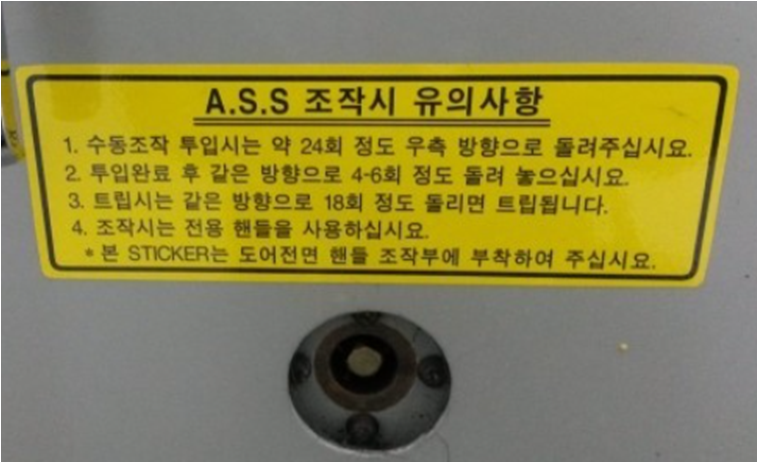 A.S.S 조작시 유의사항
1. 수동조작 투입시는 약 24회 정도 우측 방향으로 돌려주십시요.
2. 투입완료 후 같은 방향으로 4-6회 정도 돌려 놓으십시요.
3. 트립시는 같은 방향으로 18회 정도 돌리면 트립됩니다.
4. 조작시는 전용 핸들을 사용하십시요.
* 본 STICKER는 도어전면 핸들 조작부에 부착하여 주십시요.